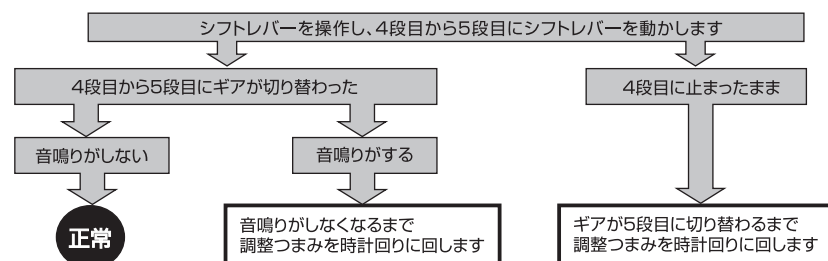 シフトレバーを操作し、4段目から5段目にシフトレバーを動かします
4段目から5段目にギアが切り替わった
4段目に止まったまま
音鳴りがしない
音鳴りがする
正常
音鳴りがしなくなるまで
調整つまみを時計回りに回します
ギアが5段目に切り替わるまで
調整つまみを時計回りに回します